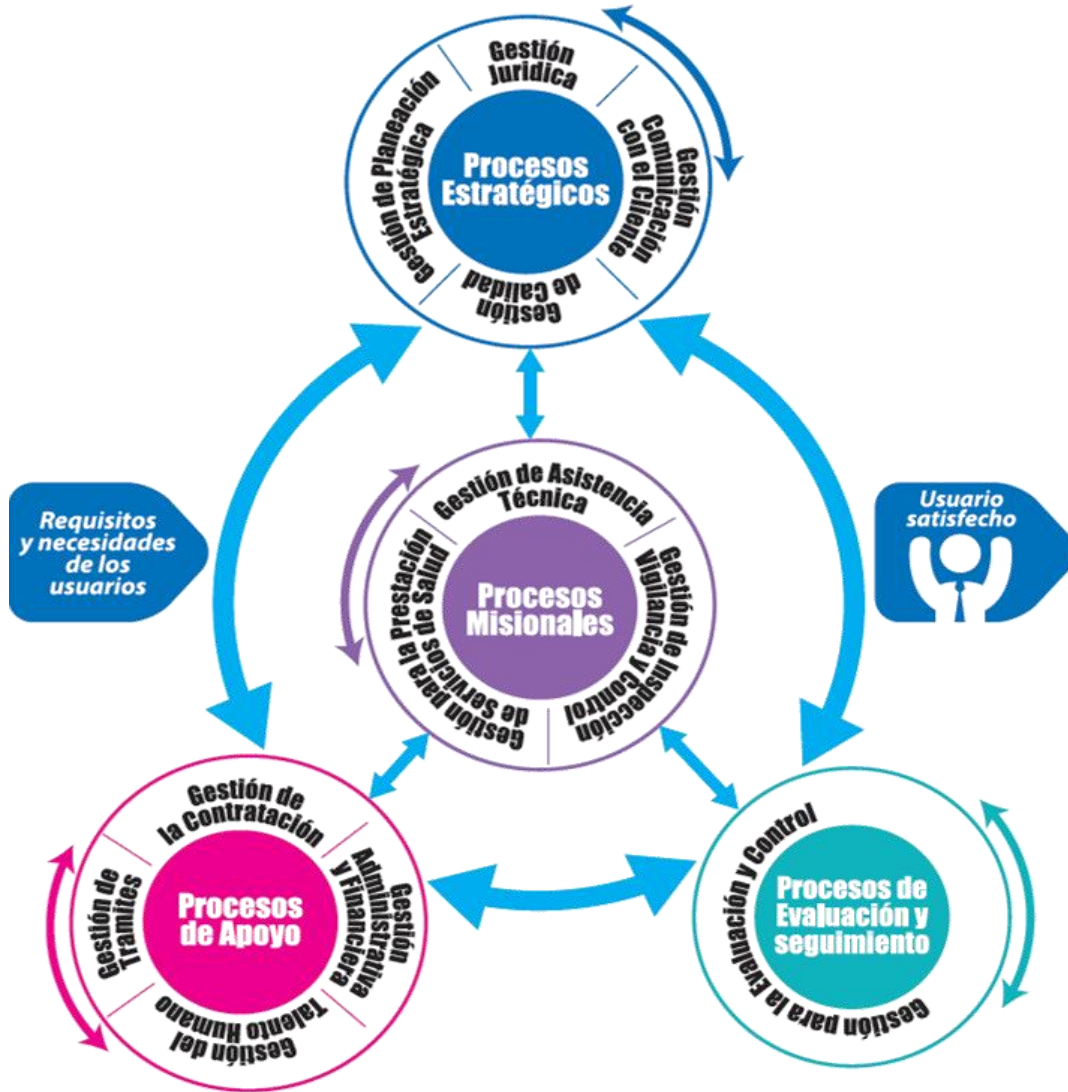 Gestión
Jurídica
Gestión de Planeación
Estratégica
Procesos
Estratégicos
Gestión
Comunicación
con el Cliente
Gestión
de Calidad
Requisitos
y necesidades
de los
usuarios
Usuario
satisfecho
Gestión de Asistencia
Técnica
Gestión para la Prestación
de Servicios de Salud
Procesos
Misionales
Gestión de Inspección
Vigilancia y Control
Gestión de
la Contratación
Gestión de
Tramites
Procesos
de Apoyo
Gestión
Administrativa
y Financiera
Gestión del
Talento Humano
Gestión para la Evaluación y Control
Procesos de
Evaluación y
seguimiento